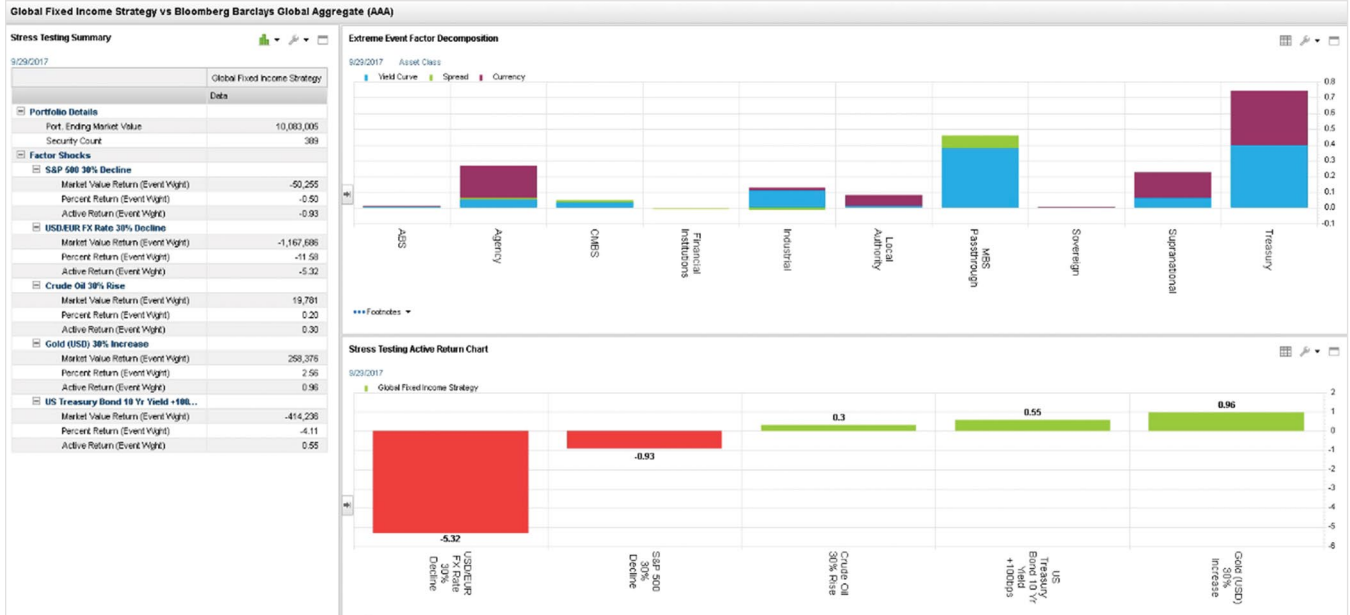 Global Fixed Income Strategy vs Bloomberg Barclays Global Aggregate (AAA)
Stress Testing Summary
9/29/2017
Global Fixed Income Strategy
Data
Portfolio Details
Port. Ending Market Value 10,083,005
Security Count 389
Factor Shocks
S&P 500 30% Decline
Market Value Return (Event Wght) -50,255
Percent Return (Event Wght) -0.50
Active Return (Event Wght) -0.93
USD/EUR FX Rate 30% Decline
Market Value Return (Event Wght) -1,167,686
Percent Return (Event Wght) -11.58
Active Return (Event Wght) -5.32
Crude Oil 30% Rise
Market Value Return (Event Wght) 19,781
Percent Return (Event Wght) 0.20
Active Return (Event Wght) 0.30
Gold (USD) 30% Increase
Market Value Return (Event Wght) 258,376
Percent Return (Event Wght) 2.56
Active Return (Event Wght) 0.96
US Treasury Bond 10 Yr Yield +100...
Market Value Return (Event Wght) -414,236
Percent Return (Event Wght) -4.11
Active Return (Event Wght) 0.55
Extreme Event Factor Decomposition
9/29/2017 Asset Class
Yield Curve Spread Currency
0.8
0.7
0.6
0.5
0.4
0.3
0.2
0.1
0.0
-0.1
ABS
Agency
CMBS
Financial
Institutions
Industrial
Local
Authority
MBS
Passthrough
Sovereign
Supranational
Treasury
Footnotes
Stress Testing Active Return Chart
9/29/2017
Global Fixed Income Strategy
2
1
0
-1
-2
-3
-4
-5
-6
-5.32
-0.93
0.3
0.55
0.96
USD/EUR
FX Rate
30%
Decline
S&P 500
30%
Decline
Crude Oil
30% Rise
US
Treasury
Bond 10 Yr
Yield
+100bps
Gold (USD)
30%
Increase